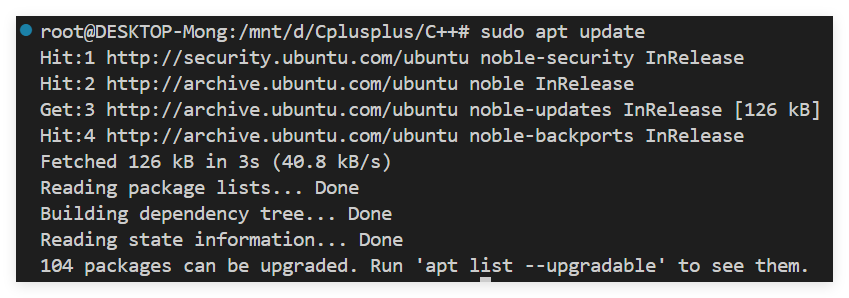 root@DESKTOP-Mong:/mnt/d/Cplusplus/C++# sudo apt update
Hit:1 http://security.ubuntu.com/ubuntu noble-security InRelease
Hit:2 http://archive.ubuntu.com/ubuntu noble InRelease
Get:3 http://archive.ubuntu.com/ubuntu noble-updates InRelease [126 kB]
Hit:4 http://archive.ubuntu.com/ubuntu noble-backports InRelease
Fetched 126 kB in 3s (40.8 kB/s)
Reading package lists... Done
Building dependency tree... Done
Reading state information... Done
104 packages can be upgraded. Run 'apt list --upgradable' to see them.